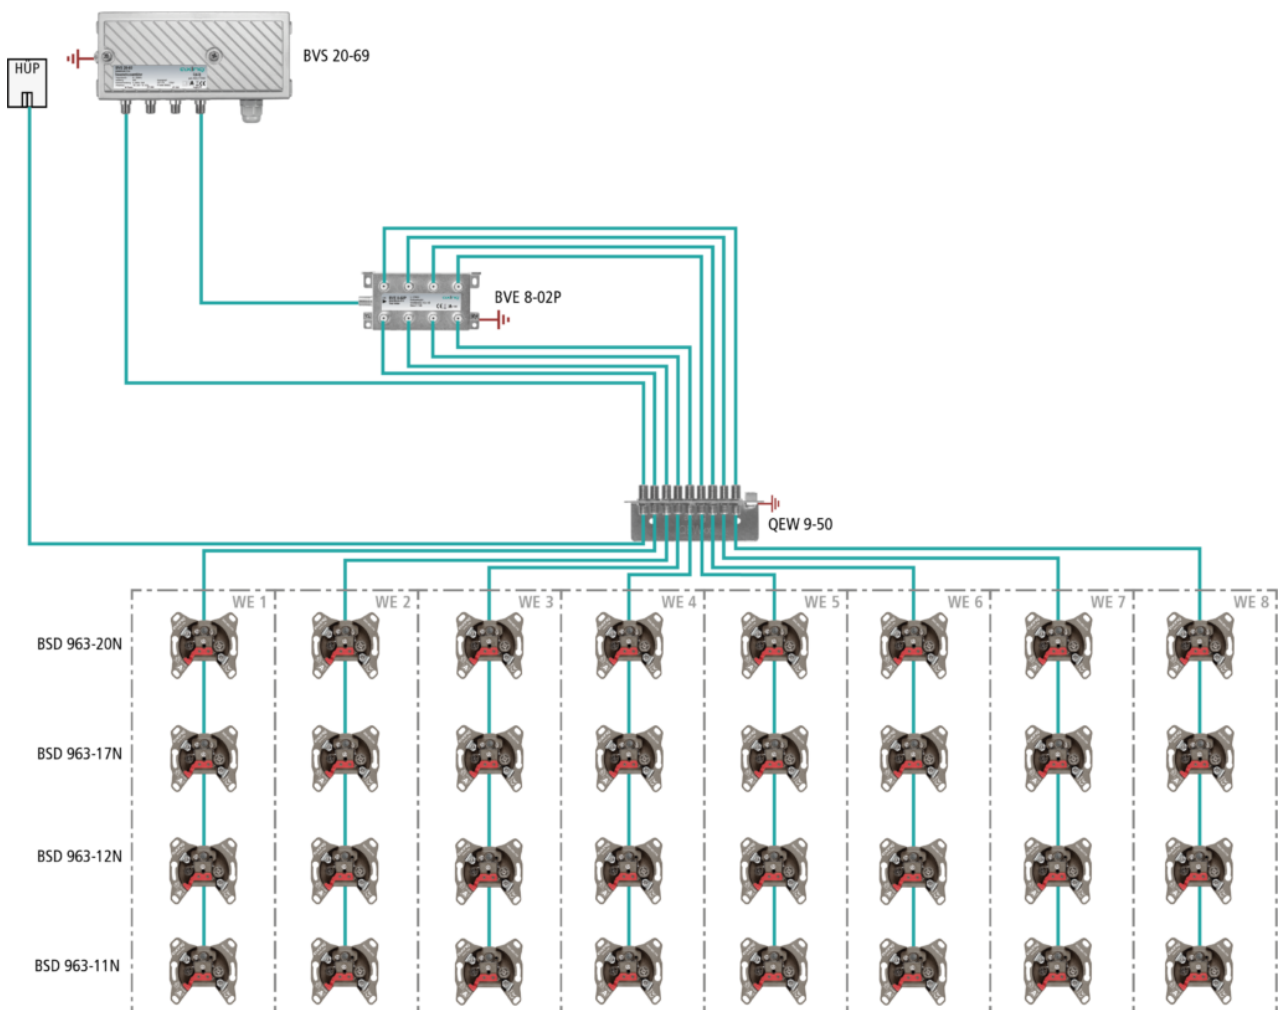 HÜP
BVS 20-69
BVE 8-02P
QEW 9-50
WE 1
WE 2
WE 3
WE 4
WE 5
WE 6
WE 7
WE 8
BSD 963-20N
BSD 963-17N
BSD 963-12N
BSD 963-11N